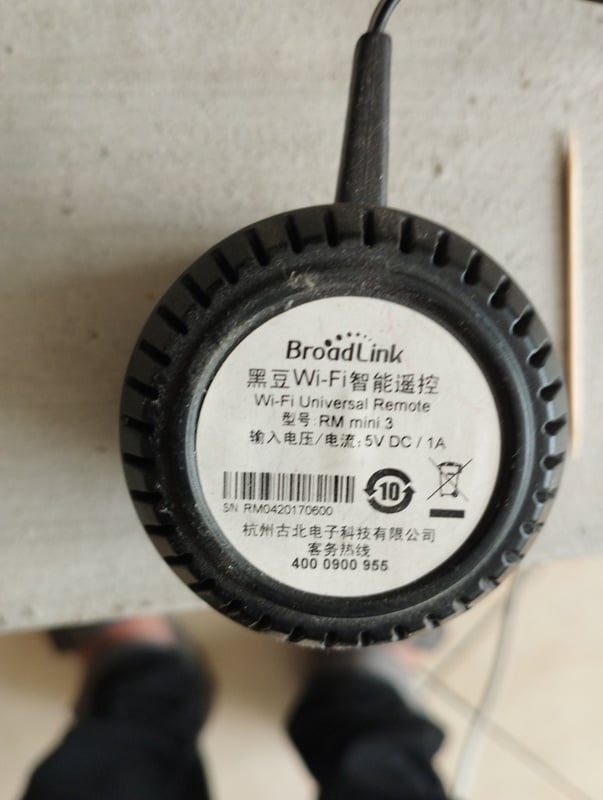 BroadLink
黑豆Wi-Fi智能遥控
Wi-Fi Universal Remote
型号:RM mini 3
输入电压/电流:5V DC / 1A
10
SN RM0420170600
杭州古北电子科技有限公司
客务热线
400 0900 955